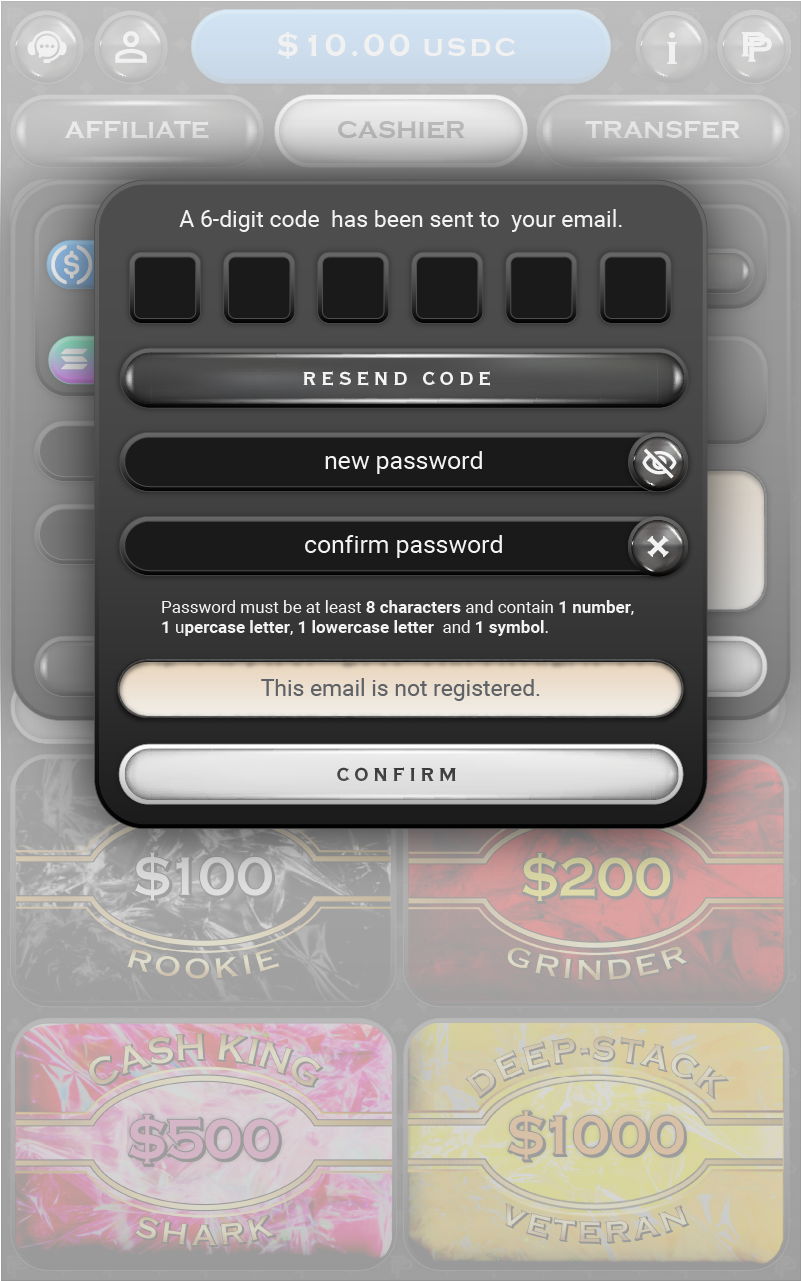 $10.00 USDC
i
AFFILIATE
CASHIER
TRANSFER
A 6-digit code has been sent to your email.
RESEND CODE
new password
confirm password
Password must be at least 8 characters and contain 1 number,
1 upercase letter, 1 lowercase letter and 1 symbol.
This email is not registered.
CONFIRM
$100
ROOKIE
$200
GRINDER
CASH KING
$500
SHARK
DEEP-STACK
$1000
VETERAN